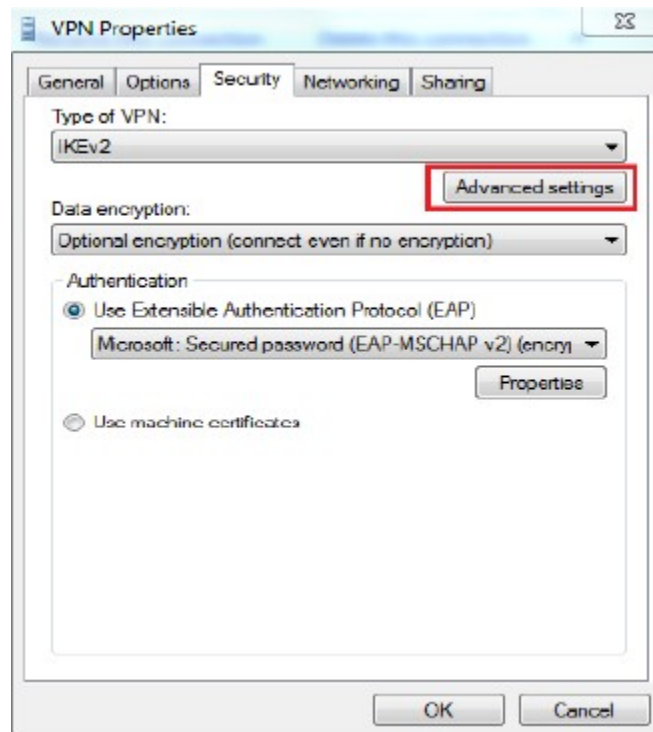 VPN Properties
General Options Security Networking Sharing
Type of VPN:
IKEv2
Advanced settings
Data encryption:
Optional encryption (connect even if no encryption)
Authentication
Use Extensible Authentication Protocol (EAP)
Microsoft: Secured password (EAP-MSCHAP v2) (encry
Properties
Use machine certificates
OK Cancel